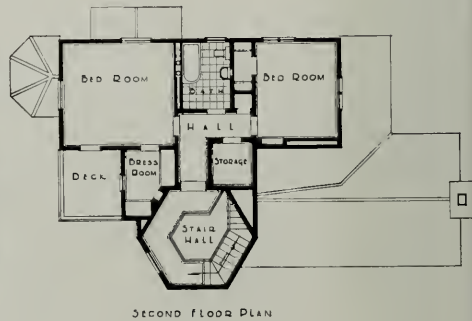 BED ROOM
BATH
BED ROOM
HALL
DECK
DRESS
ROOM
STORAGE
STAIR
HALL
SECOND FLOOR PLAN